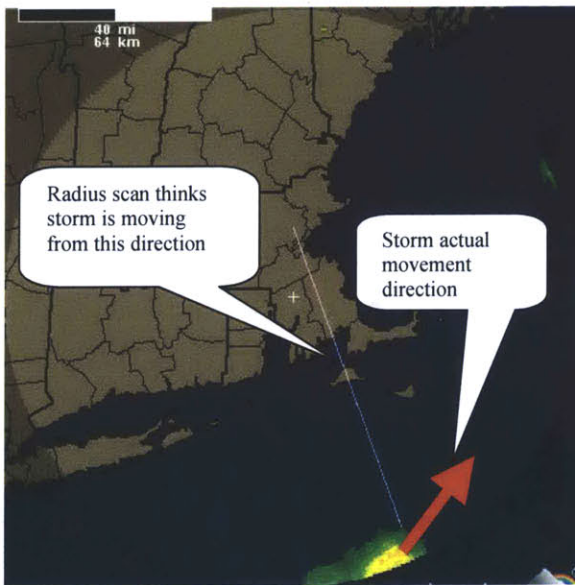 40 mi
64 km
Radius scan thinks
storm is moving
from this direction
Storm actual
movement
direction